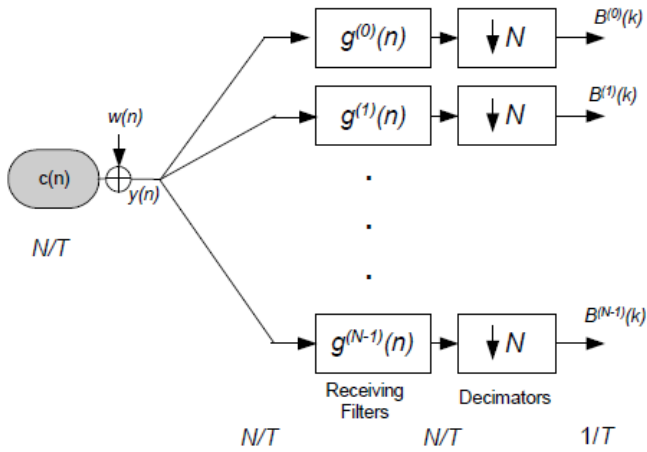 g⁽⁰⁾(n)
↓ N
B⁽⁰⁾(k)
g⁽¹⁾(n)
↓ N
B⁽¹⁾(k)
w(n)
c(n)
y(n)
N/T
g⁽ᴺ⁻¹⁾(n)
↓ N
B⁽ᴺ⁻¹⁾(k)
Receiving
Filters
Decimators
N/T
N/T
1/T